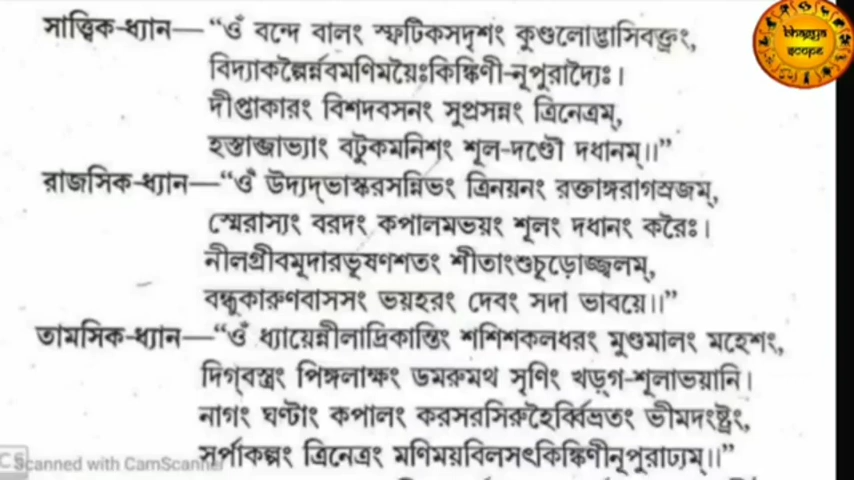 সাত্ত্বিক-ধ্যান—“ওঁ বন্দে বালং স্ফটিকসদৃশং কুণ্ডলোদ্ভাসিবক্ত্রং,
বিদ্যাকল্পৈর্ন্নবমণিময়ৈঃকিঙ্কিণী-নূপুরাদ্যৈঃ।
দীপ্তাকারং বিশদবসনং সুপ্রসন্নং ত্রিনেত্রম্,
হস্তাব্জাভ্যাং বটুকমনিশং শূল-দণ্ডৌ দধানম্।।”
রাজসিক-ধ্যান—“ওঁ উদ্যদ্ভাস্করসন্নিভং ত্রিনয়নং রক্তাঙ্গরাগস্রজম্,
স্মেরাস্যং বরদং কপালমভয়ং শূলং দধানং করৈঃ।
নীলগ্রীবমূদারভূষণশতং শীতাংশুচূড়োজ্জ্বলম্,
বন্ধূকারুণবাসসং ভয়হরং দেবং সদা ভাবয়ে।।”
তামসিক-ধ্যান—“ওঁ ধ্যায়েন্নীলাদ্রিকান্তিং শশিশকলধরং মুণ্ডমালং মহেশং,
দিগ্বস্ত্রং পিঙ্গলাক্ষং ডমরুমথ সৃণিং খড়্গ-শূলাভয়ানি।
নাগং ঘণ্টাং কপালং করসরসিরুহৈর্ব্বিভ্রতং ভীমদংষ্ট্রং,
সর্পাকল্পং ত্রিনেত্রং মণিময়বিলসৎকিঙ্কিণীনূপুরাঢ্যম্।।”
bhagya
scope
CS Scanned with CamScanner